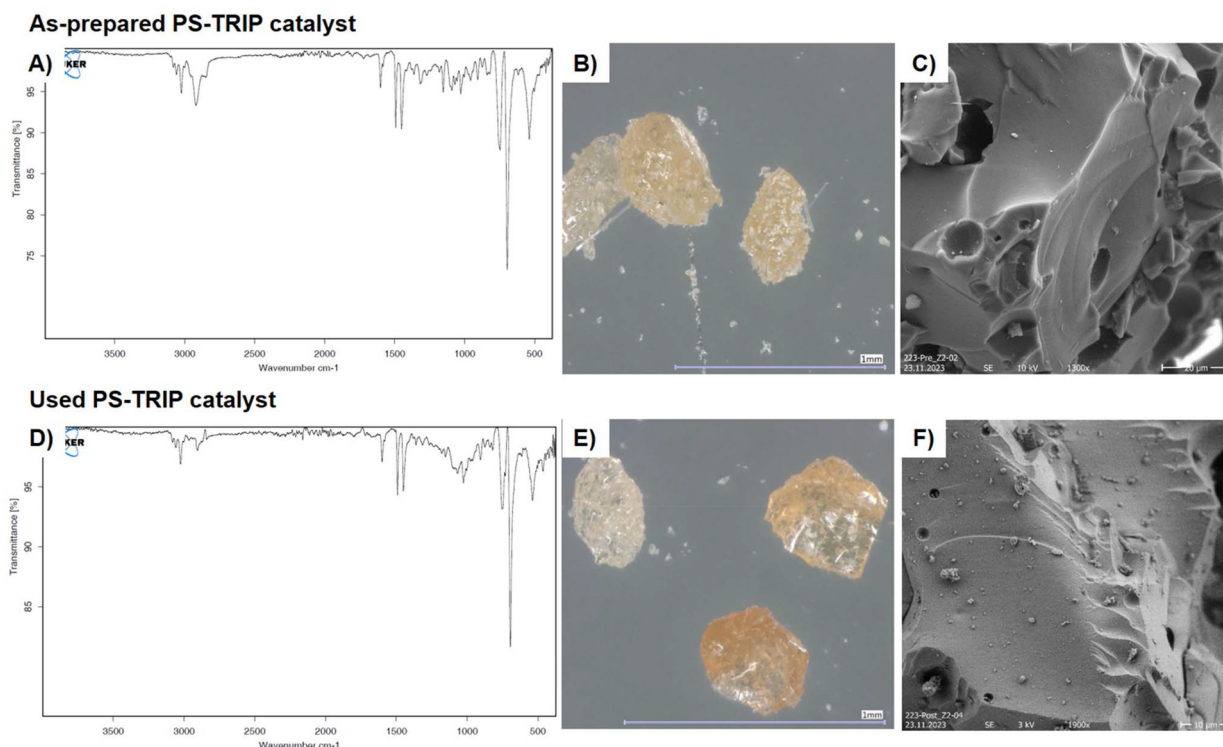 As-prepared PS-TRIP catalyst
A)
KER
Transmittance [%]
95
90
85
80
75
3500
3000
2500
2000
1500
1000
500
Wavenumber cm-1
B)
1mm
C)
223-Pre_Z2-02
23.11.2023 SE 10 kV 1300x 20 µm
Used PS-TRIP catalyst
D)
KER
Transmittance [%]
95
90
85
3500
3000
2500
2000
1500
1000
500
Wavenumber cm-1
E)
1mm
F)
223-Post_Z2-04
23.11.2023 SE 3 kV 1900x 10 µm